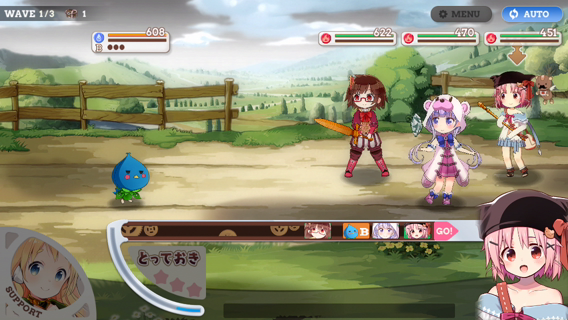 WAVE 1/3 1
MENU
AUTO
608
B
622
470
451
B
GO!
とっておき
SUPPORT